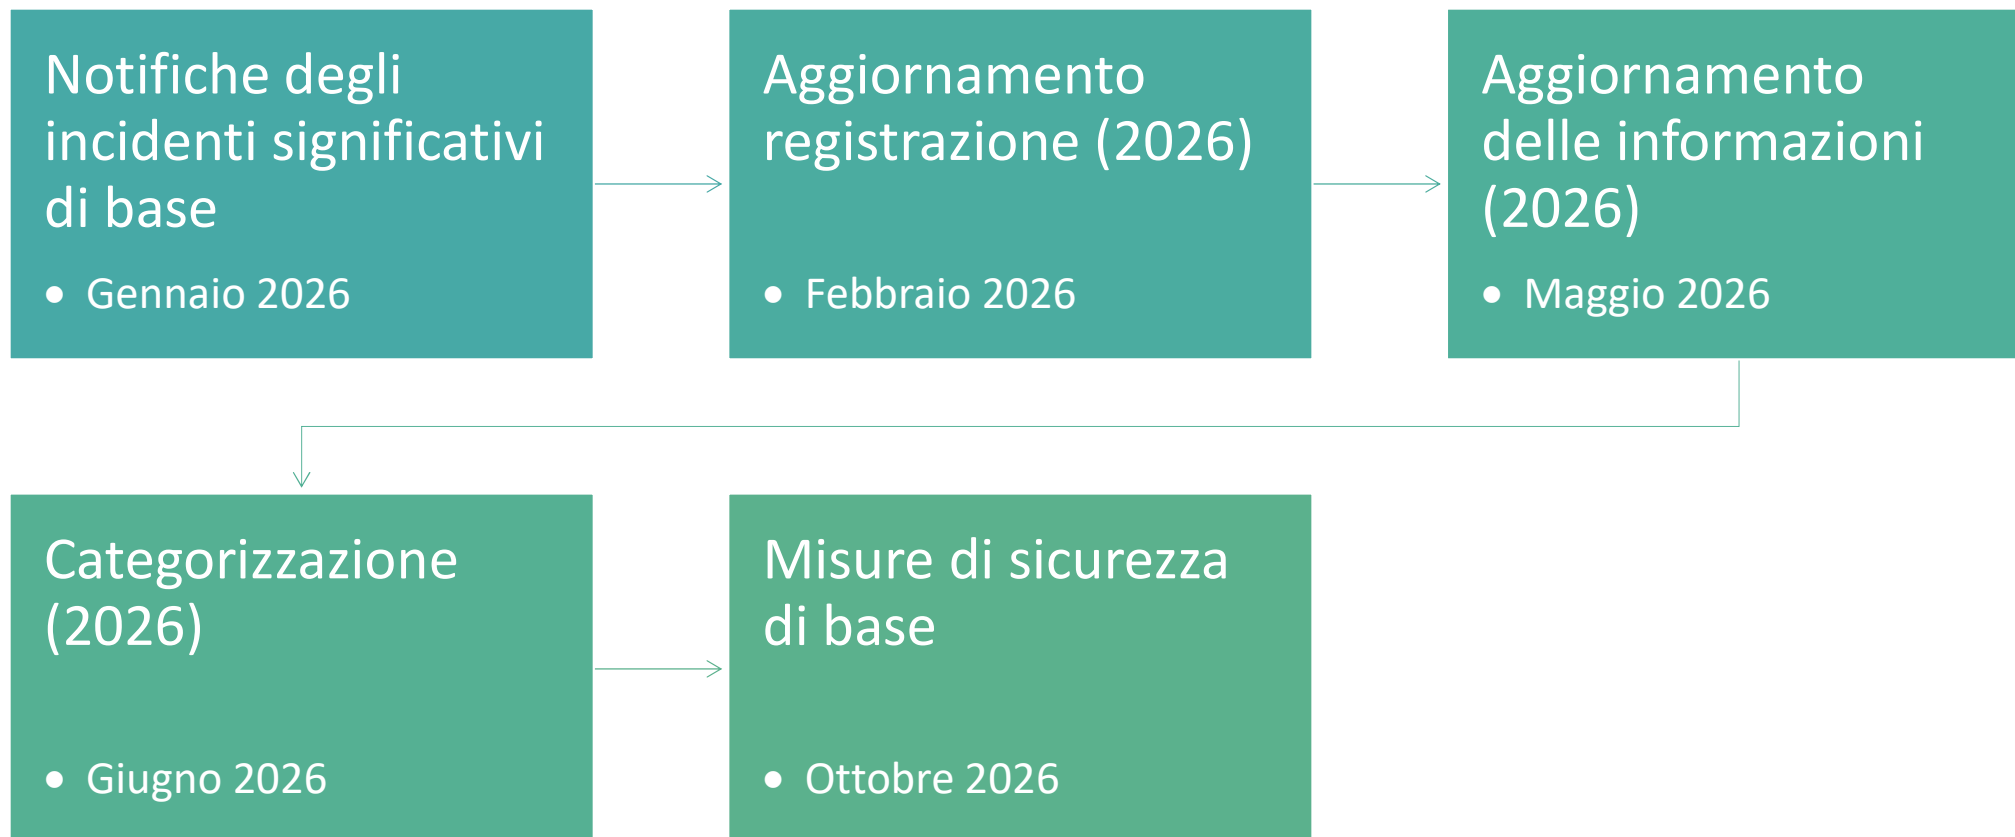 Notifiche degli
incidenti significativi
di base
• Gennaio 2026
Aggiornamento
registrazione (2026)
• Febbraio 2026
Aggiornamento
delle informazioni
(2026)
• Maggio 2026
Categorizzazione
(2026)
• Giugno 2026
Misure di sicurezza
di base
• Ottobre 2026